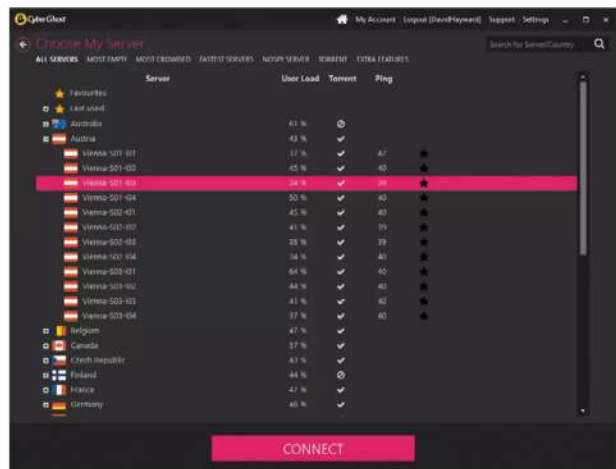 CyberGhost
My Account Logout [DavidHayward] Support Settings
Choose My Server
Search for Server/Country
ALL SERVERS MOST EMPTY MOST CROWDED FASTEST SERVERS NOSPY SERVER TORRENT EXTRA FEATURES
Server User Load Torrent Ping
Favourites
Last used
Australia 61 %
Austria 43 %
Vienna-S01-I01 37 % 42
Vienna-S01-I02 45 % 40
Vienna-S01-I03 34 % 39
Vienna-S01-I04 50 % 40
Vienna-S02-I01 45 % 40
Vienna-S02-I02 41 % 39
Vienna-S02-I03 38 % 39
Vienna-S02-I04 34 % 40
Vienna-S03-I01 64 % 40
Vienna-S03-I02 44 % 40
Vienna-S03-I03 41 % 40
Vienna-S03-I04 37 % 40
Belgium 47 %
Canada 57 %
Czech Republic 43 %
Finland 44 %
France 47 %
Germany 46 %
CONNECT